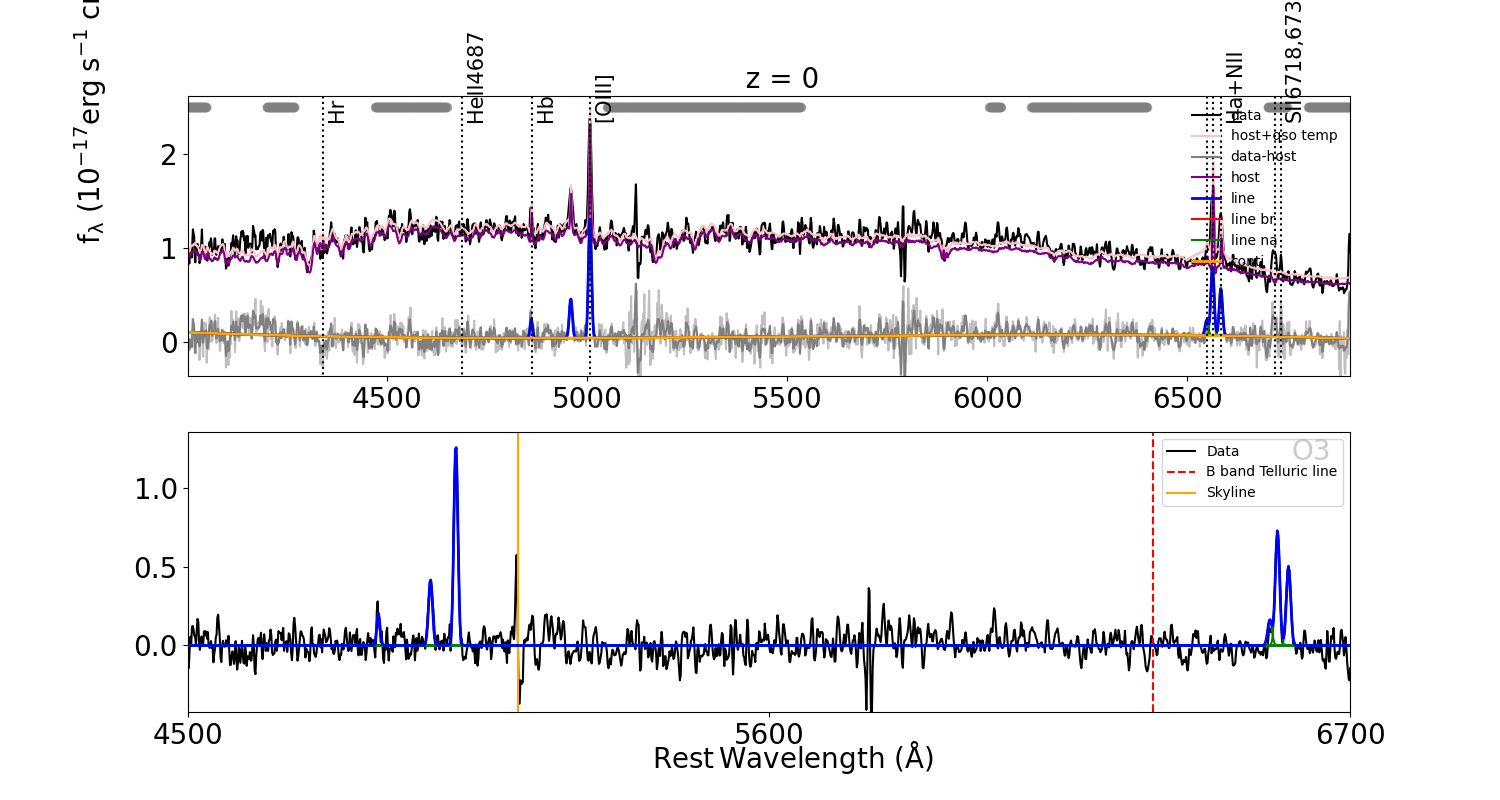 z = 0
fλ (10−17erg s−1 c
Hr
HeII4687
Hb
[OIII]
Ha+NII
SII6718,673
data
host+qso temp
data-host
host
line
line br
line na
conti
2
1
0
4500 5000 5500 6000 6500
O3
Data
B band Telluric line
Skyline
1.0
0.5
0.0
4500 5600 6700
Rest Wavelength (Å)